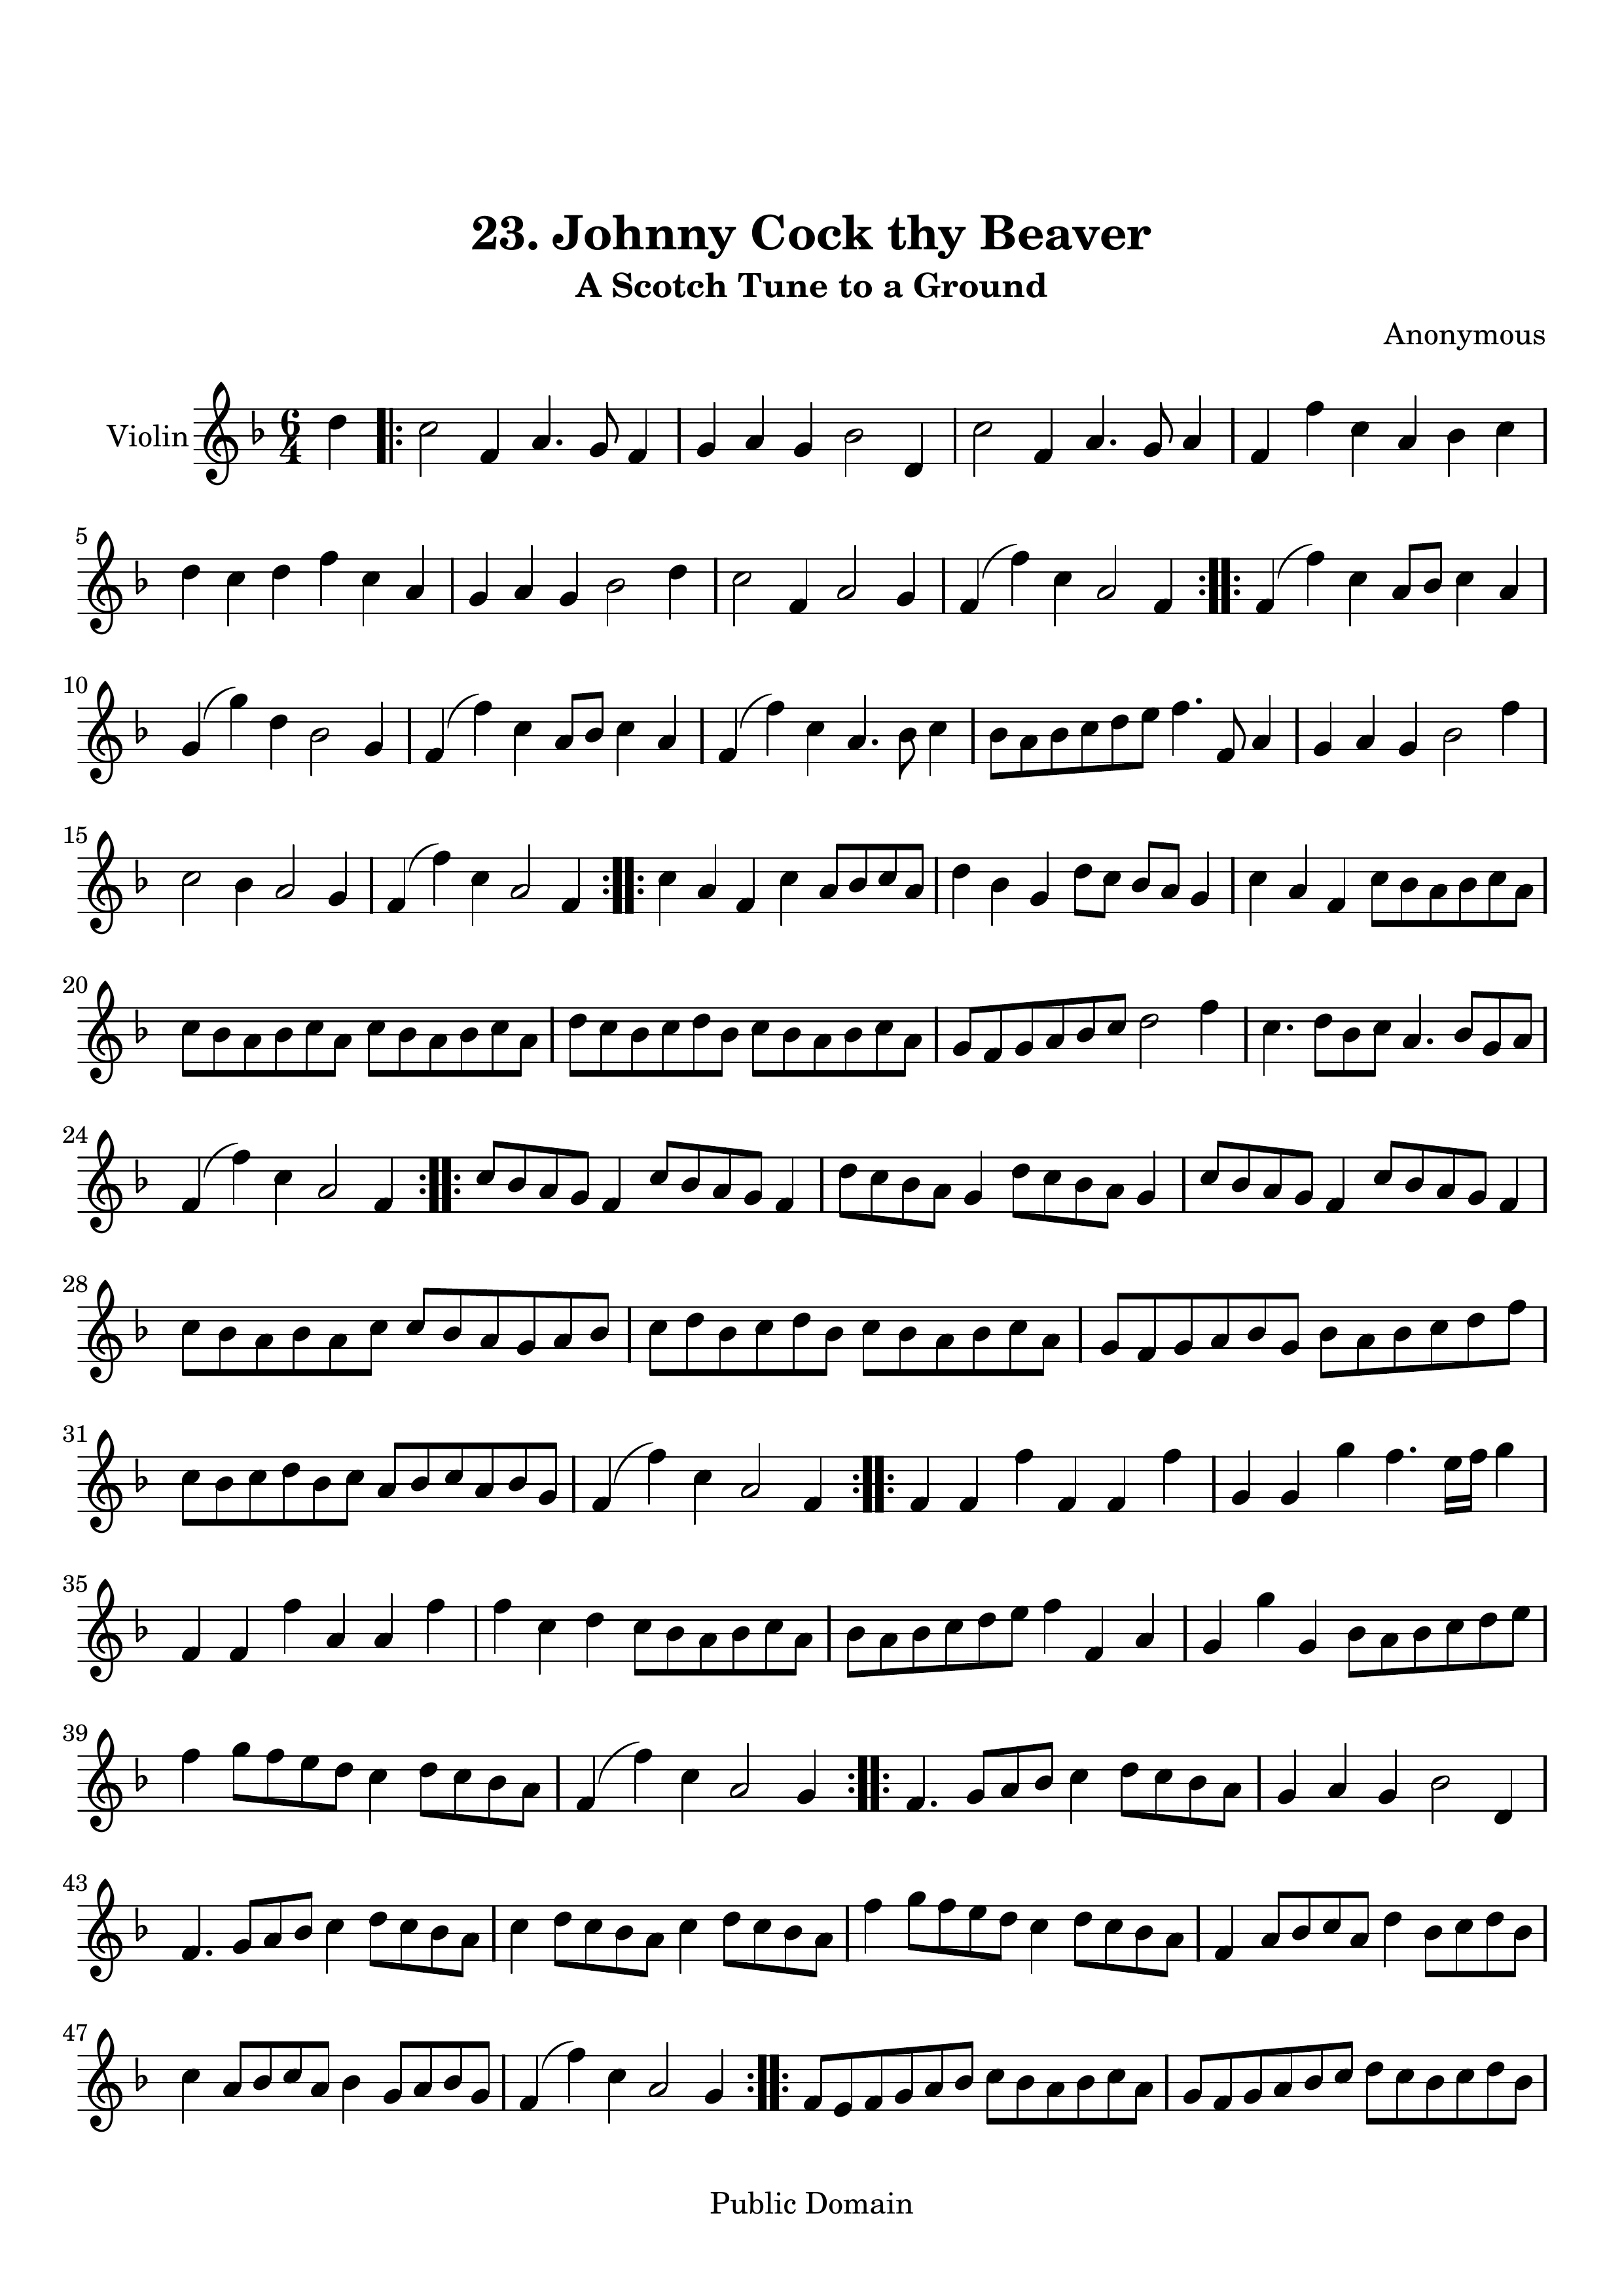 23. Johnny Cock thy Beaver
A Scotch Tune to a Ground
Anonymous
Violin
6
4
5
10
15
20
24
28
31
35
39
43
47
Public Domain